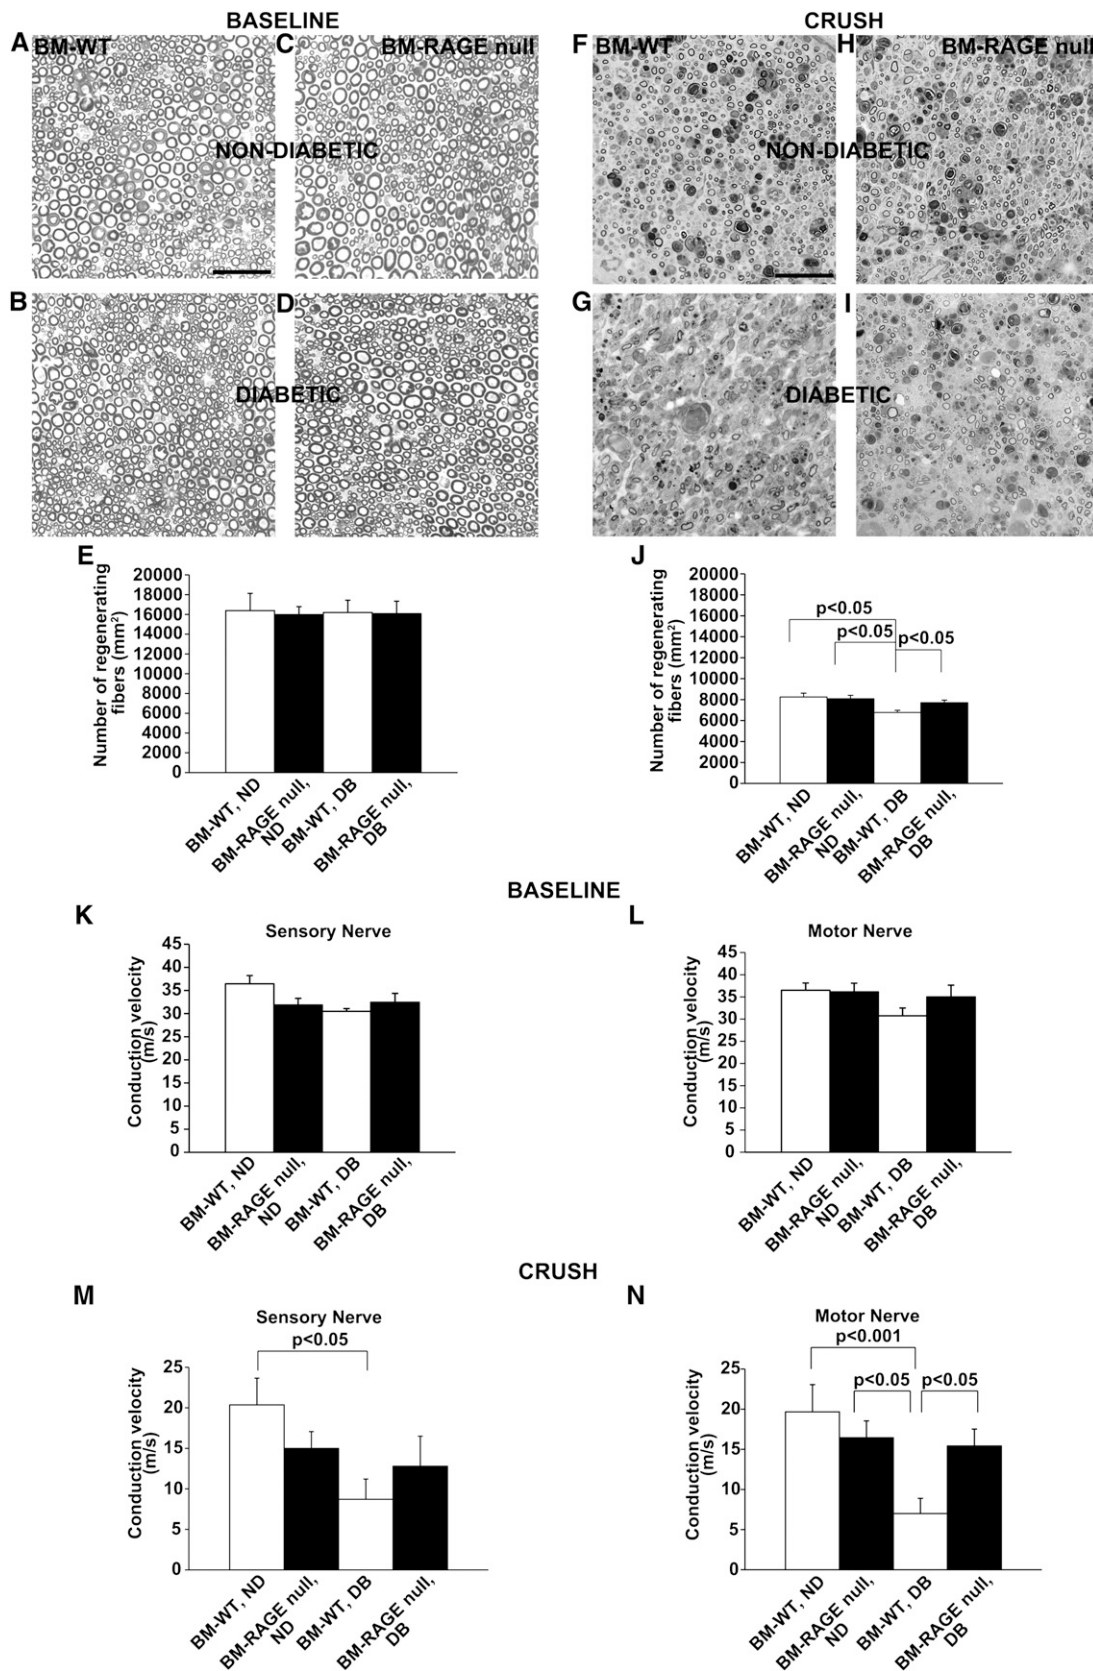 BASELINE
CRUSH
A
BM-WT
C
BM-RAGE null
F
BM-WT
H
BM-RAGE null
NON-DIABETIC
NON-DIABETIC
B
D
G
I
DIABETIC
DIABETIC
E
Number of regenerating
fibers (mm²)
20000
18000
16000
14000
12000
10000
8000
6000
4000
2000
0
BM-WT, ND
BM-RAGE null,
ND
BM-WT, DB
BM-RAGE null,
DB
J
Number of regenerating
fibers (mm²)
20000
18000
16000
14000
12000
10000
8000
6000
4000
2000
0
p<0.05
p<0.05
p<0.05
BM-WT, ND
BM-RAGE null,
ND
BM-WT, DB
BM-RAGE null,
DB
BASELINE
K
Sensory Nerve
Conduction velocity
(m/s)
45
40
35
30
25
20
15
10
5
0
BM-WT, ND
BM-RAGE null,
ND
BM-WT, DB
BM-RAGE null,
DB
L
Motor Nerve
Conduction velocity
(m/s)
45
40
35
30
25
20
15
10
5
0
BM-WT, ND
BM-RAGE null,
ND
BM-WT, DB
BM-RAGE null,
DB
CRUSH
M
Sensory Nerve
p<0.05
Conduction velocity
(m/s)
25
20
15
10
5
0
BM-WT, ND
BM-RAGE null,
ND
BM-WT, DB
BM-RAGE null,
DB
N
Motor Nerve
p<0.001
p<0.05
p<0.05
Conduction velocity
(m/s)
25
20
15
10
5
0
BM-WT, ND
BM-RAGE null,
ND
BM-WT, DB
BM-RAGE null,
DB